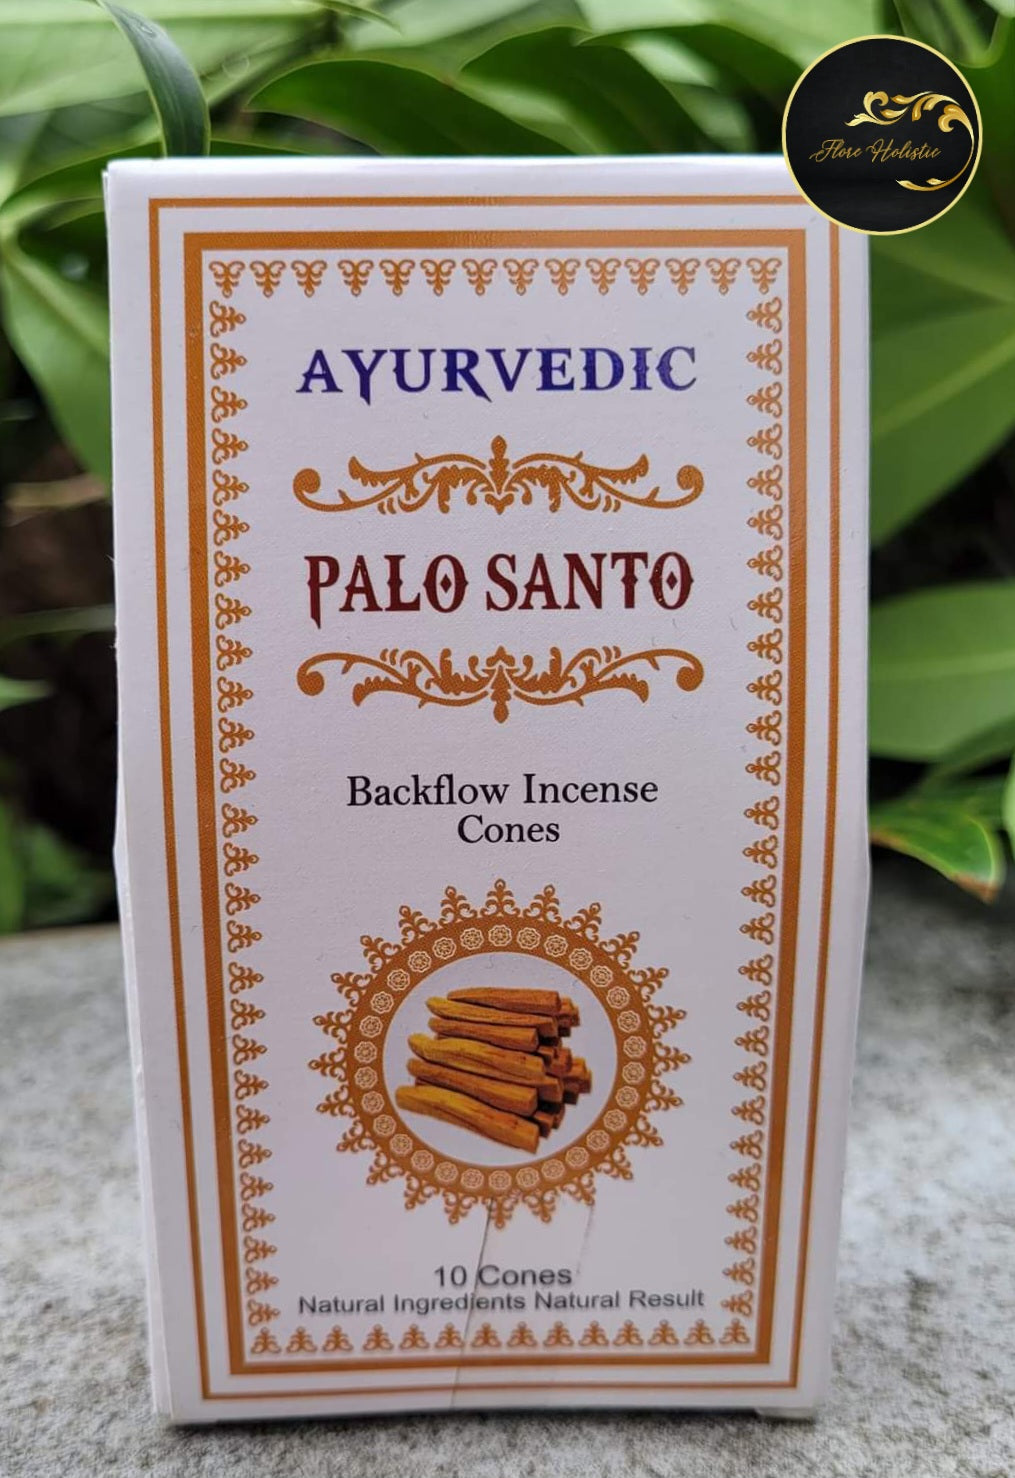 Flore Holistic
AYURVEDIC
PALO SANTO
Backflow Incense
Cones
10 Cones
Natural Ingredients Natural Result